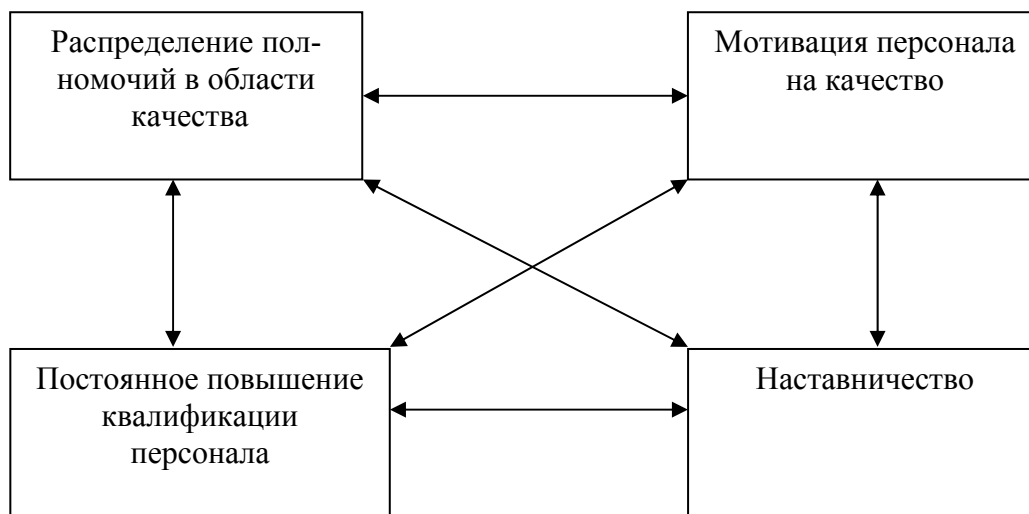 Распределение пол-
номочий в области
качества
Мотивация персонала
на качество
Постоянное повышение
квалификации
персонала
Наставничество